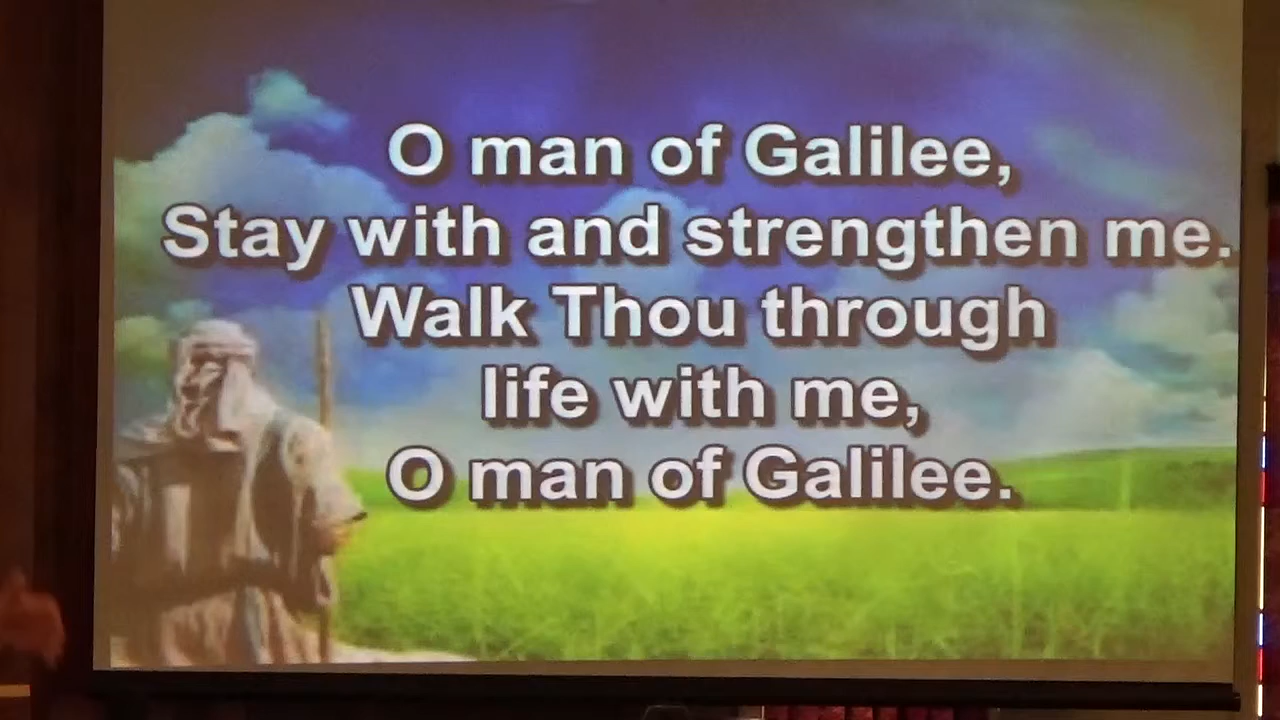 O man of Galilee,
Stay with and strengthen me.
Walk Thou through
life with me,
O man of Galilee.